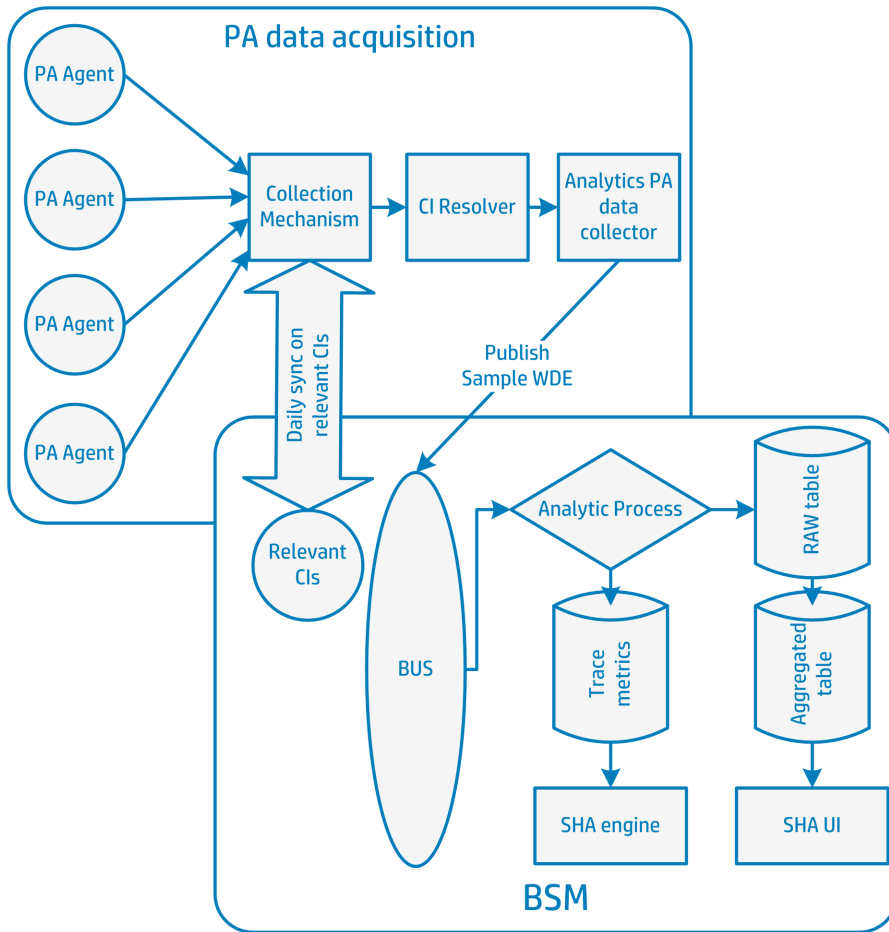 PA data acquisition
PA Agent
PA Agent
PA Agent
PA Agent
Collection
Mechanism
CI Resolver
Analytics PA
data
collector
Daily sync on
relevant CIs
Publish
Sample WDE
Relevant
CIs
BUS
Analytic Process
RAW table
Trace
metrics
Aggregated
table
SHA engine
SHA UI
BSM